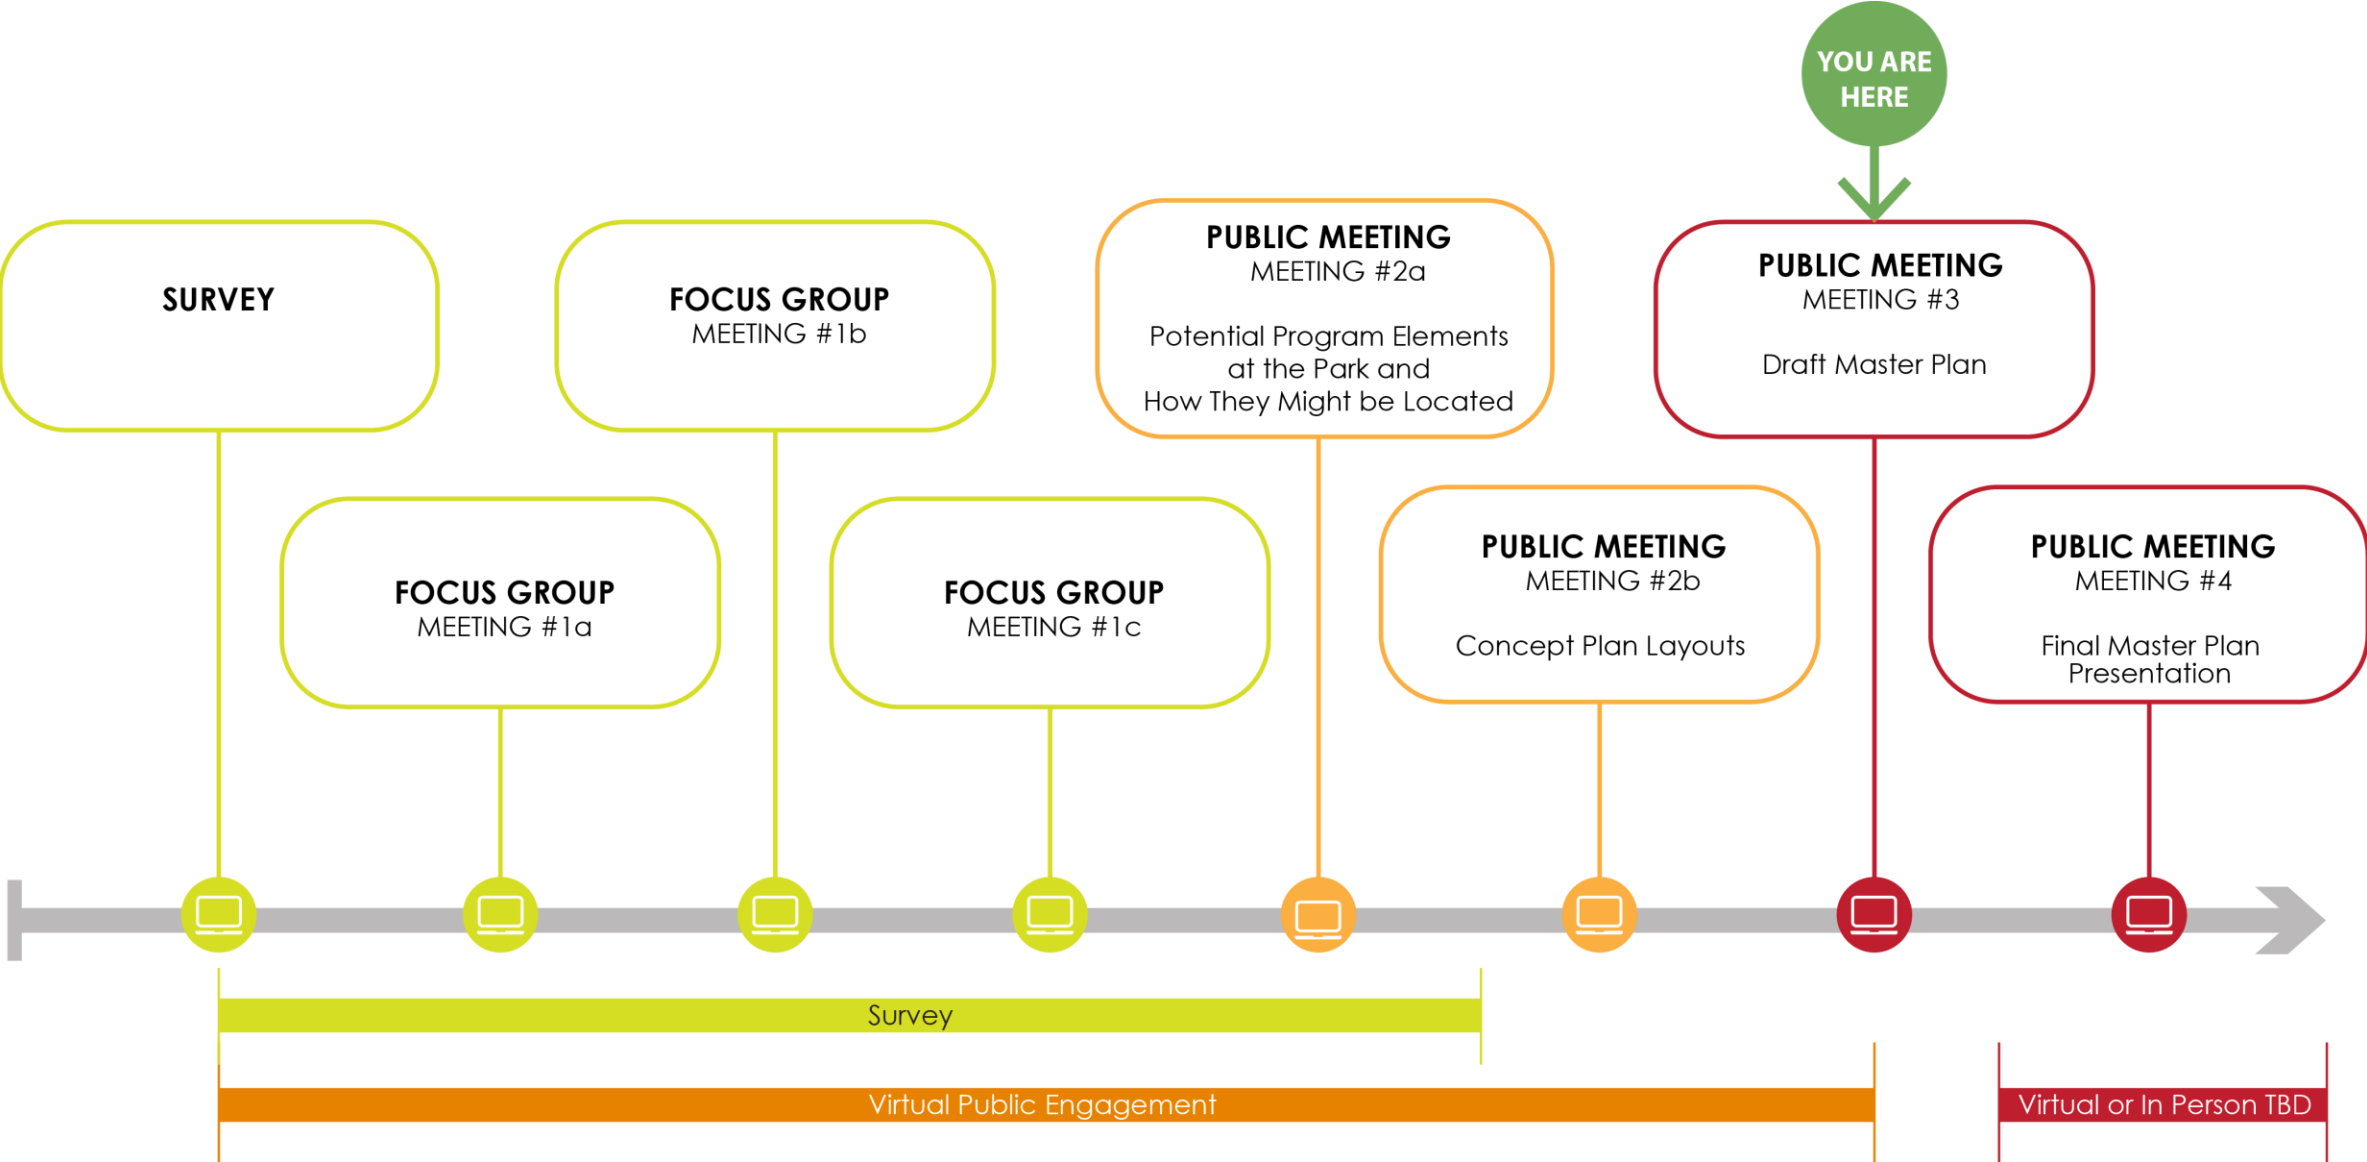 YOU ARE
HERE
SURVEY
FOCUS GROUP
MEETING #1b
PUBLIC MEETING
MEETING #2a
Potential Program Elements
at the Park and
How They Might be Located
PUBLIC MEETING
MEETING #3
Draft Master Plan
FOCUS GROUP
MEETING #1a
FOCUS GROUP
MEETING #1c
PUBLIC MEETING
MEETING #2b
Concept Plan Layouts
PUBLIC MEETING
MEETING #4
Final Master Plan
Presentation
Survey
Virtual Public Engagement
Virtual or In Person TBD